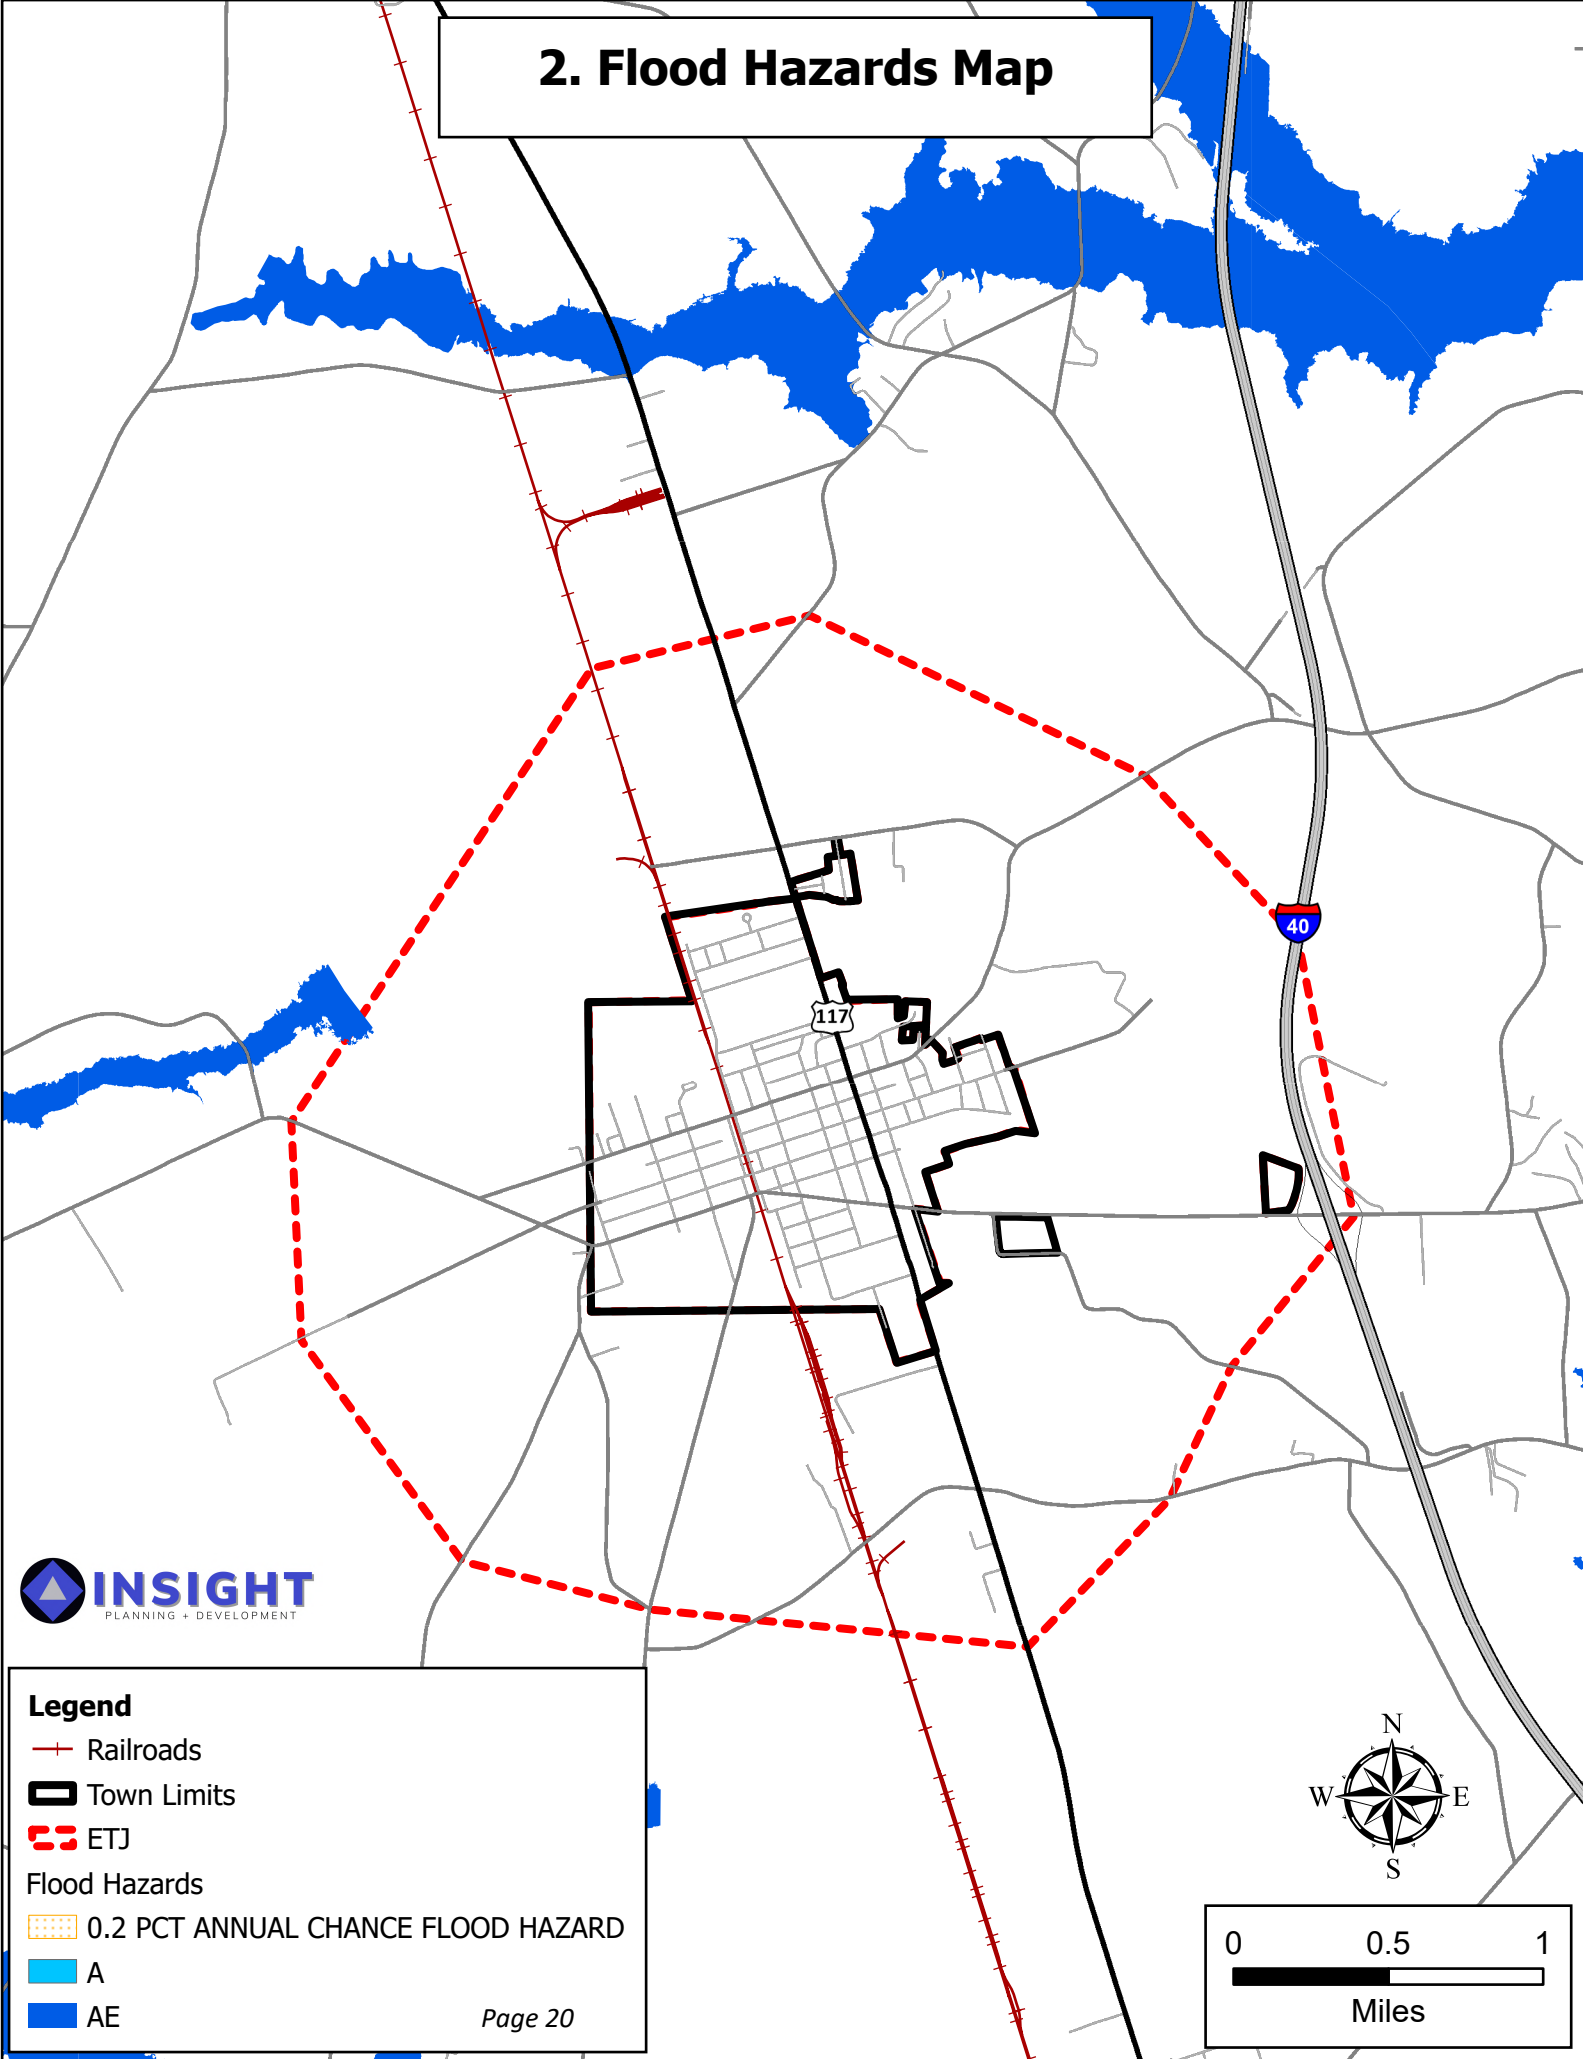 2. Flood Hazards Map
40
117
INSIGHT
PLANNING + DEVELOPMENT
Legend
Railroads
Town Limits
ETJ
Flood Hazards
0.2 PCT ANNUAL CHANCE FLOOD HAZARD
A
AE
Page 20
N
W
E
S
0 0.5 1
Miles